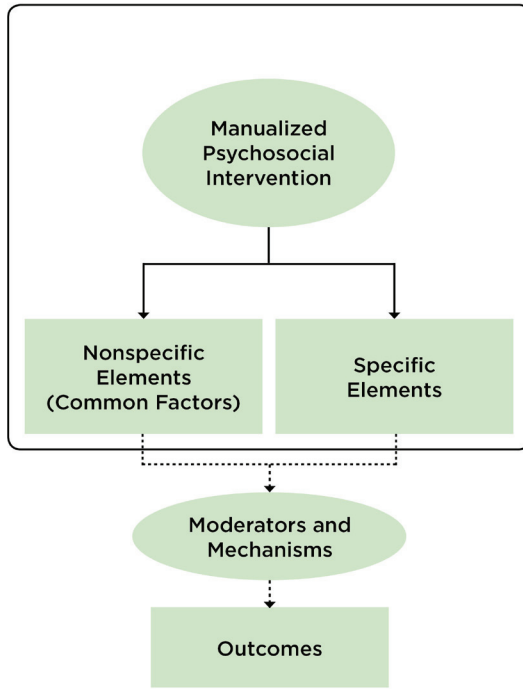 Manualized
Psychosocial
Intervention
Nonspecific
Elements
(Common Factors)
Specific
Elements
Moderators and
Mechanisms
Outcomes